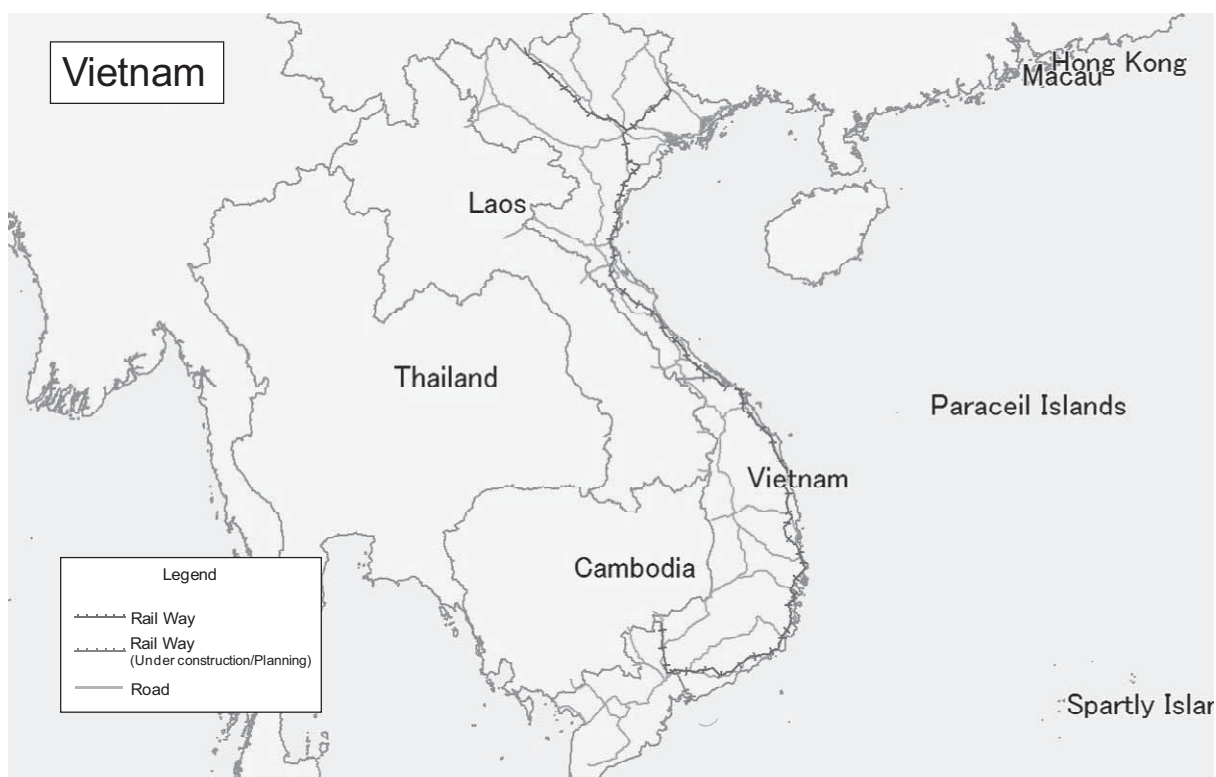 Vietnam
Hong Kong
Macau
Laos
Thailand
Paraceil Islands
Vietnam
Cambodia
Legend
Rail Way
Rail Way
(Under construction/Planning)
Road
Spartly Islan